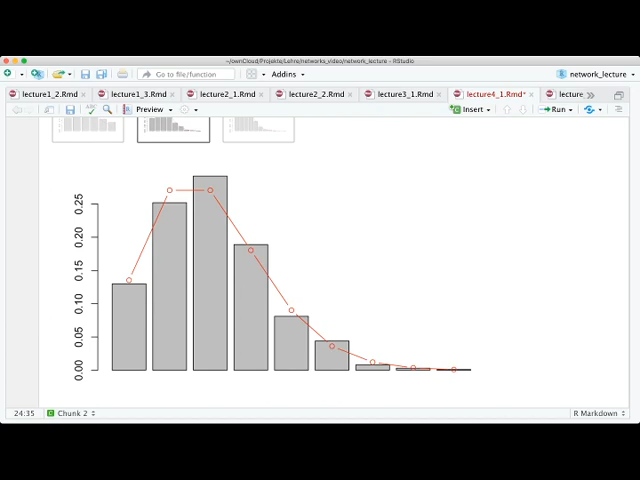 ~/ownCloud/Projekte/Lehre/networks_video/network_lecture - RStudio
Go to file/function
Addins
network_lecture
lecture1_2.Rmd
lecture1_3.Rmd
lecture2_1.Rmd
lecture2_2.Rmd
lecture3_1.Rmd
lecture4_1.Rmd*
lecture
ABC
Preview
Insert
Run
0.25
0.20
0.15
0.10
0.05
0.00
24:35
C Chunk 2
R Markdown